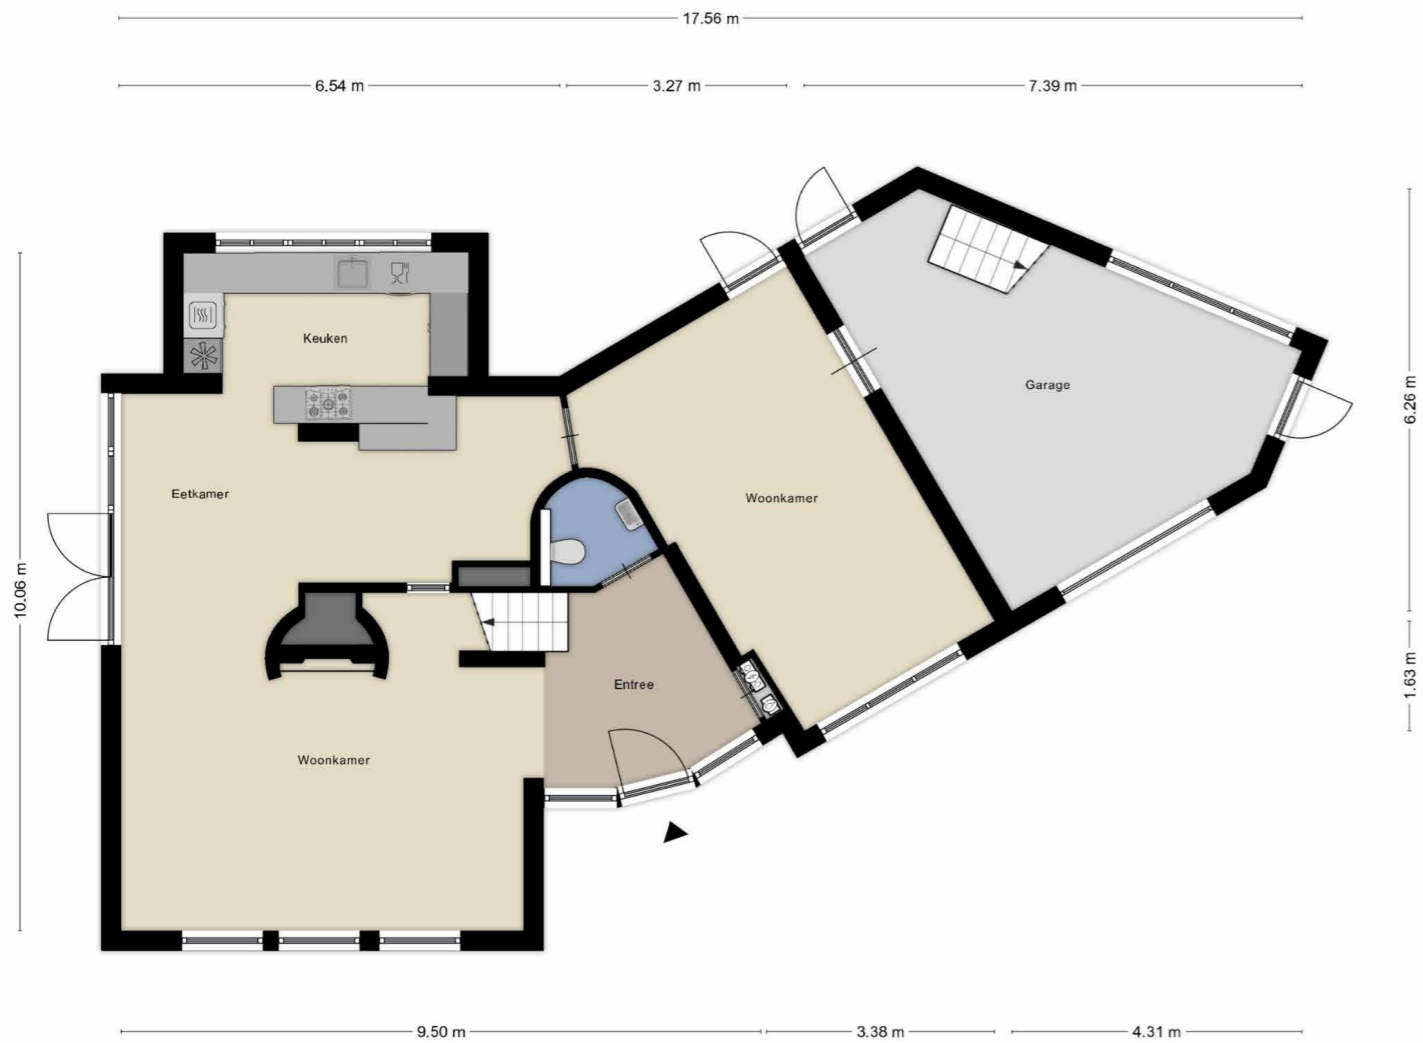 17.56 m
6.54 m
3.27 m
7.39 m
Keuken
Garage
6.26 m
Eetkamer
Woonkamer
10.06 m
Entree
1.63 m
Woonkamer
9.50 m
3.38 m
4.31 m